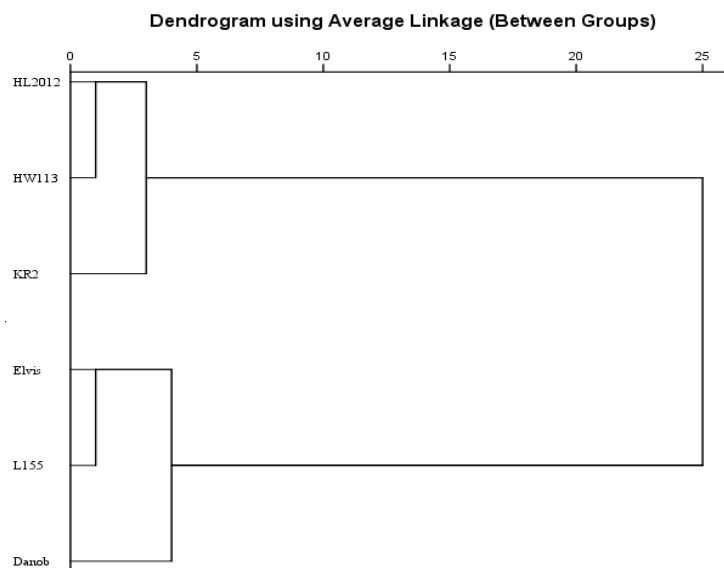 Dendrogram using Average Linkage (Between Groups)
0 5 10 15 20 25
HL2012
HW113
KR2
Elvis
L155
Danob